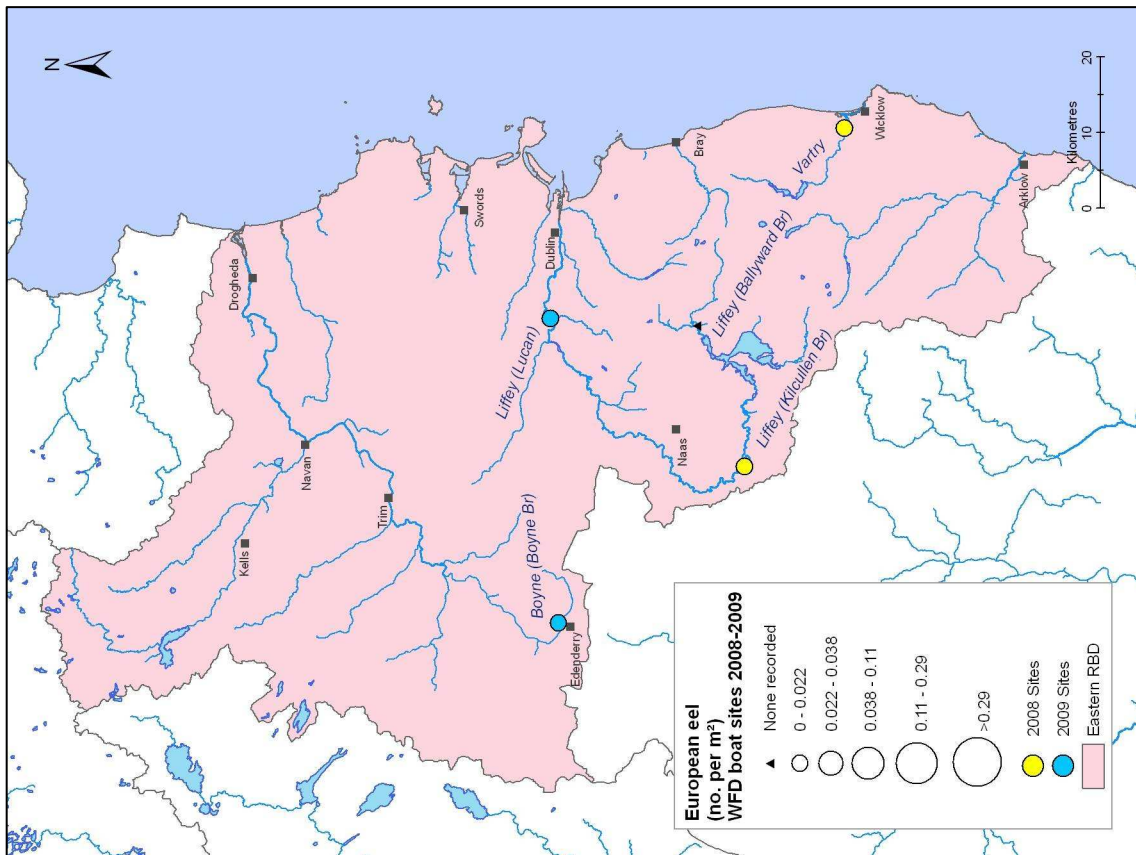 N
Kells
Navan
Drogheda
Trim
Swords
Boyne (Boyne Br)
Edenderry
Liffey (Lucan)
Dublin
Naas
Bray
Liffey (Ballyward Br)
Liffey (Kilcullen Br)
Vartry
Wicklow
Arklow
0 10 20
Kilometres
European eel
(no. per m²)
WFD boat sites 2008-2009
None recorded
0 - 0.022
0.022 - 0.038
0.038 - 0.11
0.11 - 0.29
>0.29
2008 Sites
2009 Sites
Eastern RBD